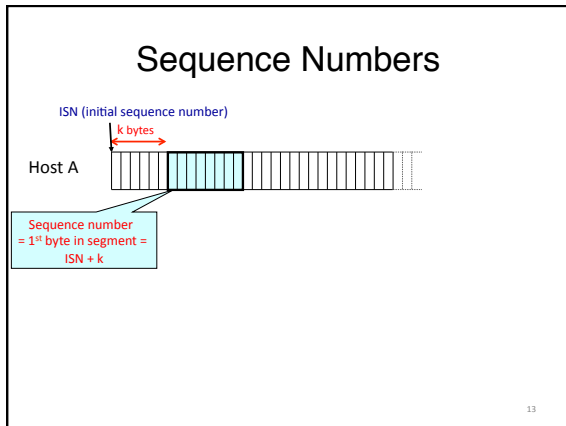 Sequence Numbers
ISN (initial sequence number)
k bytes
Host A
Sequence number
= 1st byte in segment =
ISN + k
13